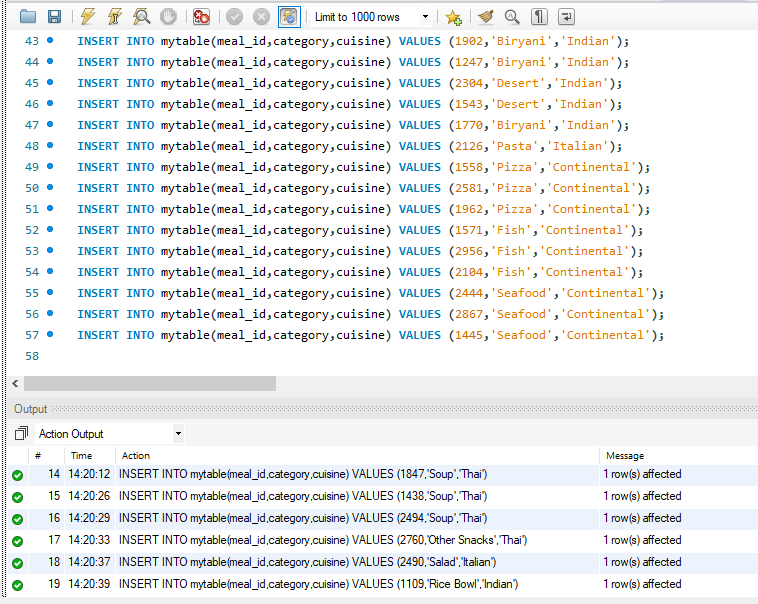 Limit to 1000 rows
43 INSERT INTO mytable(meal_id,category,cuisine) VALUES (1902,'Biryani','Indian');
44 INSERT INTO mytable(meal_id,category,cuisine) VALUES (1247,'Biryani','Indian');
45 INSERT INTO mytable(meal_id,category,cuisine) VALUES (2304,'Desert','Indian');
46 INSERT INTO mytable(meal_id,category,cuisine) VALUES (1543,'Desert','Indian');
47 INSERT INTO mytable(meal_id,category,cuisine) VALUES (1770,'Biryani','Indian');
48 INSERT INTO mytable(meal_id,category,cuisine) VALUES (2126,'Pasta','Italian');
49 INSERT INTO mytable(meal_id,category,cuisine) VALUES (1558,'Pizza','Continental');
50 INSERT INTO mytable(meal_id,category,cuisine) VALUES (2581,'Pizza','Continental');
51 INSERT INTO mytable(meal_id,category,cuisine) VALUES (1962,'Pizza','Continental');
52 INSERT INTO mytable(meal_id,category,cuisine) VALUES (1571,'Fish','Continental');
53 INSERT INTO mytable(meal_id,category,cuisine) VALUES (2956,'Fish','Continental');
54 INSERT INTO mytable(meal_id,category,cuisine) VALUES (2104,'Fish','Continental');
55 INSERT INTO mytable(meal_id,category,cuisine) VALUES (2444,'Seafood','Continental');
56 INSERT INTO mytable(meal_id,category,cuisine) VALUES (2867,'Seafood','Continental');
57 INSERT INTO mytable(meal_id,category,cuisine) VALUES (1445,'Seafood','Continental');
58
Output
Action Output
# Time Action Message
14 14:20:12 INSERT INTO mytable(meal_id,category,cuisine) VALUES (1847,'Soup','Thai') 1 row(s) affected
15 14:20:26 INSERT INTO mytable(meal_id,category,cuisine) VALUES (1438,'Soup','Thai') 1 row(s) affected
16 14:20:29 INSERT INTO mytable(meal_id,category,cuisine) VALUES (2494,'Soup','Thai') 1 row(s) affected
17 14:20:33 INSERT INTO mytable(meal_id,category,cuisine) VALUES (2760,'Other Snacks','Thai') 1 row(s) affected
18 14:20:37 INSERT INTO mytable(meal_id,category,cuisine) VALUES (2490,'Salad','Italian') 1 row(s) affected
19 14:20:39 INSERT INTO mytable(meal_id,category,cuisine) VALUES (1109,'Rice Bowl','Indian') 1 row(s) affected